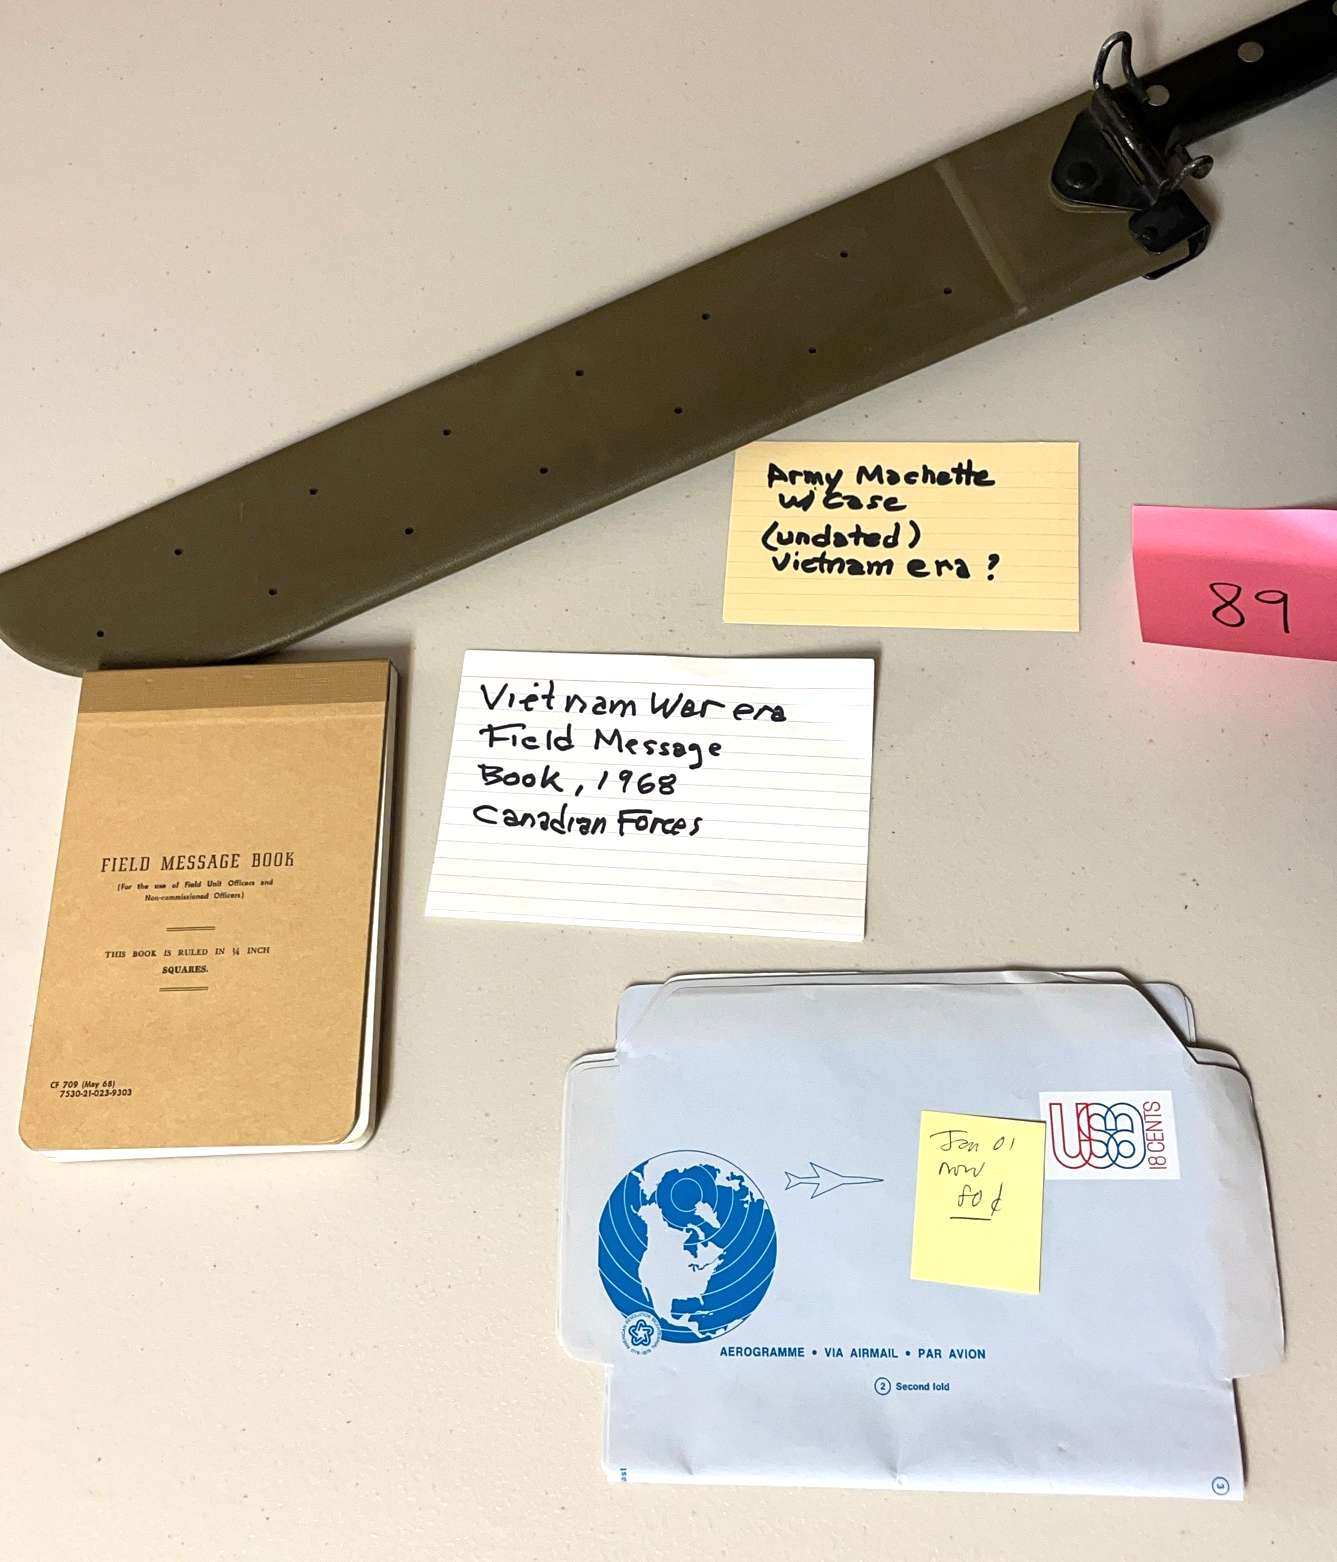 Army Machette
w/ Case
(undated)
Vietnam era?
89
Vietnam War era
Field Message
Book, 1968
Canadian Forces
FIELD MESSAGE BOOK
(For the use of Field Unit Officers and
Non-commissioned Officers)
THIS BOOK IS RULED IN ¼ INCH
SQUARES.
CF 709 (May 68)
7530-21-023-9303
USA
18 CENTS
Jan 01
now
80¢
AEROGRAMME • VIA AIRMAIL • PAR AVION
2 Second fold
3